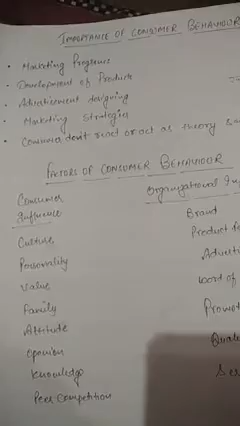 IMPORTANCE OF CONSUMER BEHAVIOUR
• Marketing Programs
• Development of Products
• Advertisement designing
• Marketing Strategies
• Consumer don't react or act as theory
FACTORS OF CONSUMER BEHAVIOUR
Consumer Influence
Organizational
Culture
Brand
Personality
Product
Value
Family
word of
Attitude
Opinion
knowledge
Peer Competition